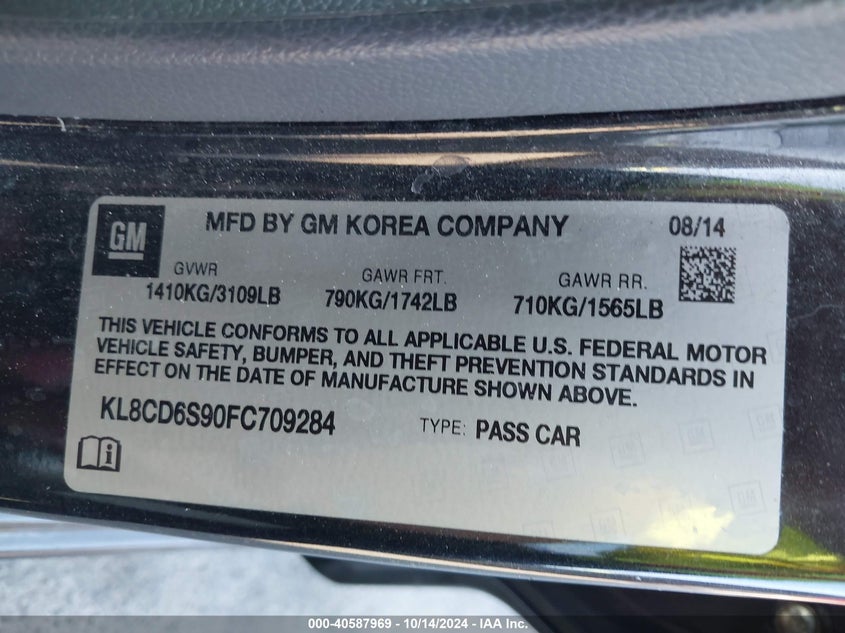 GM
MFD BY GM KOREA COMPANY
08/14
GVWR
GAWR FRT.
GAWR RR.
1410KG/3109LB
790KG/1742LB
710KG/1565LB
THIS VEHICLE CONFORMS TO ALL APPLICABLE U.S. FEDERAL MOTOR
VEHICLE SAFETY, BUMPER, AND THEFT PREVENTION STANDARDS IN
EFFECT ON THE DATE OF MANUFACTURE SHOWN ABOVE.
KL8CD6S90FC709284
TYPE: PASS CAR
000-40587969 - 10/14/2024 - IAA Inc.